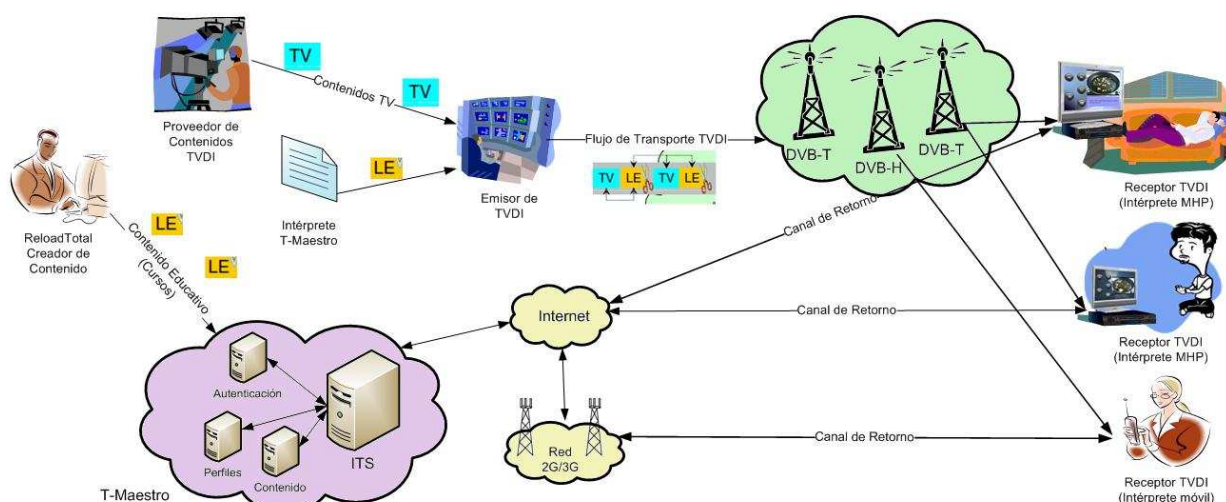 TV
Contenidos TV
TV
Proveedor de
Contenidos
TVDI
LE
Intérprete
T-Maestro
Emisor de
TVDI
Flujo de Transporte TVDI
TV LE TV LE
DVB-T
DVB-H
DVB-T
Receptor TVDI
(Intérprete MHP)
ReloadTotal
Creador de
Contenido
LE
Contenido Educativo
(Cursos)
LE
Canal de Retorno
Internet
Canal de Retorno
Receptor TVDI
(Intérprete MHP)
Autenticación
Perfiles
Contenido
ITS
T-Maestro
Red
2G/3G
Canal de Retorno
Receptor TVDI
(Intérprete móvil)